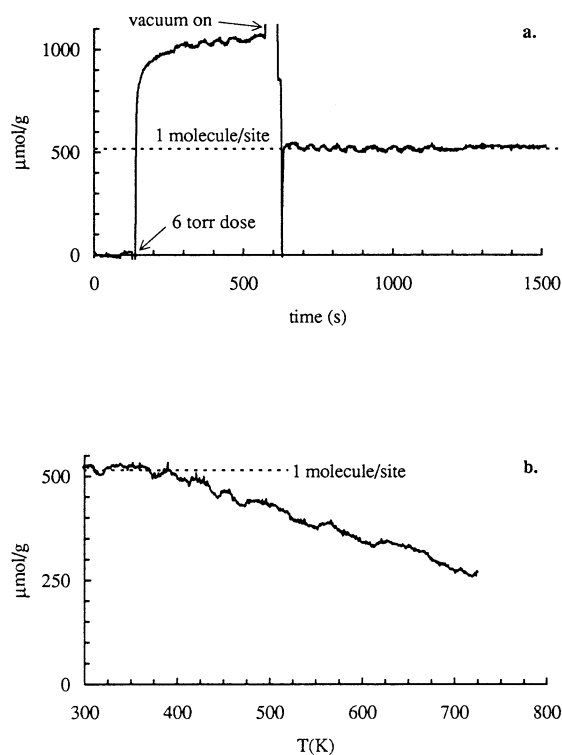 vacuum on
a.
1000
1 molecule/site
μmol/g
500
6 torr dose
0
0 500 1000 1500
time (s)
b.
500
1 molecule/site
μmol/g
250
0
300 400 500 600 700 800
T(K)